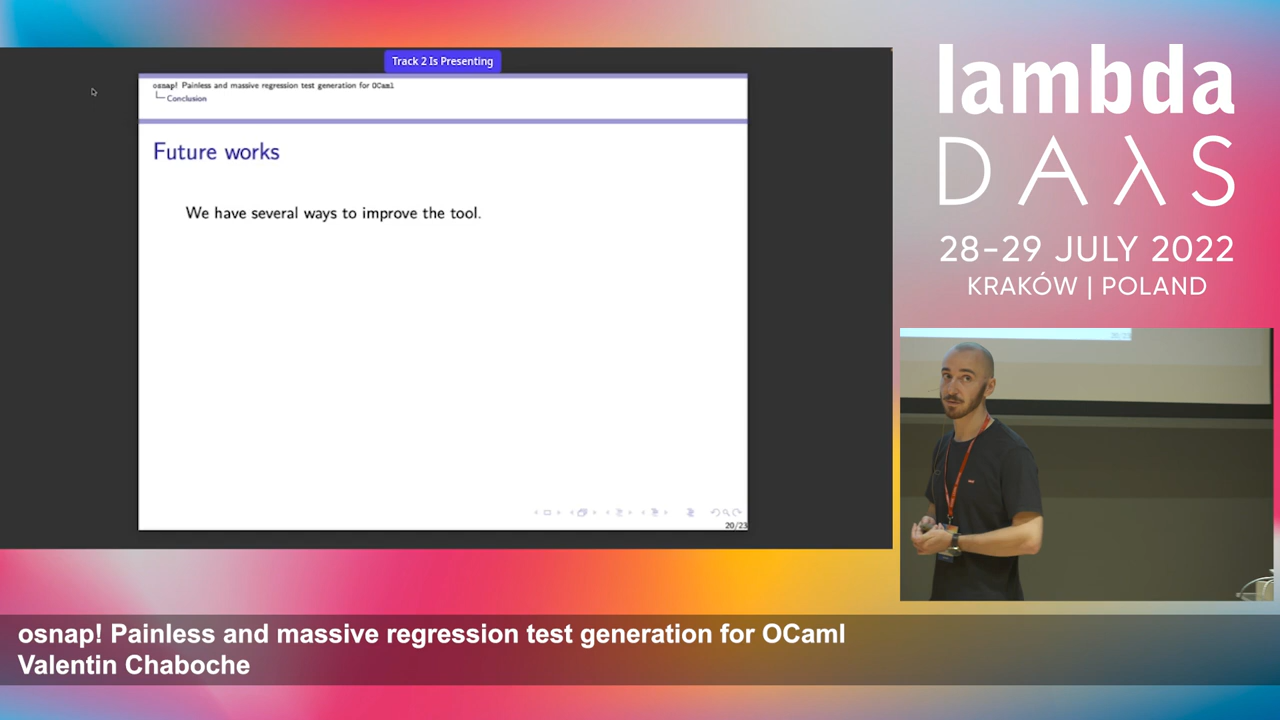 Track 2 Is Presenting
osnap! Painless and massive regression test generation for OCaml
Conclusion
Future works
We have several ways to improve the tool.
20/23
lambda
DAλS
28-29 JULY 2022
KRAKÓW | POLAND
osnap! Painless and massive regression test generation for OCaml
Valentin Chaboche